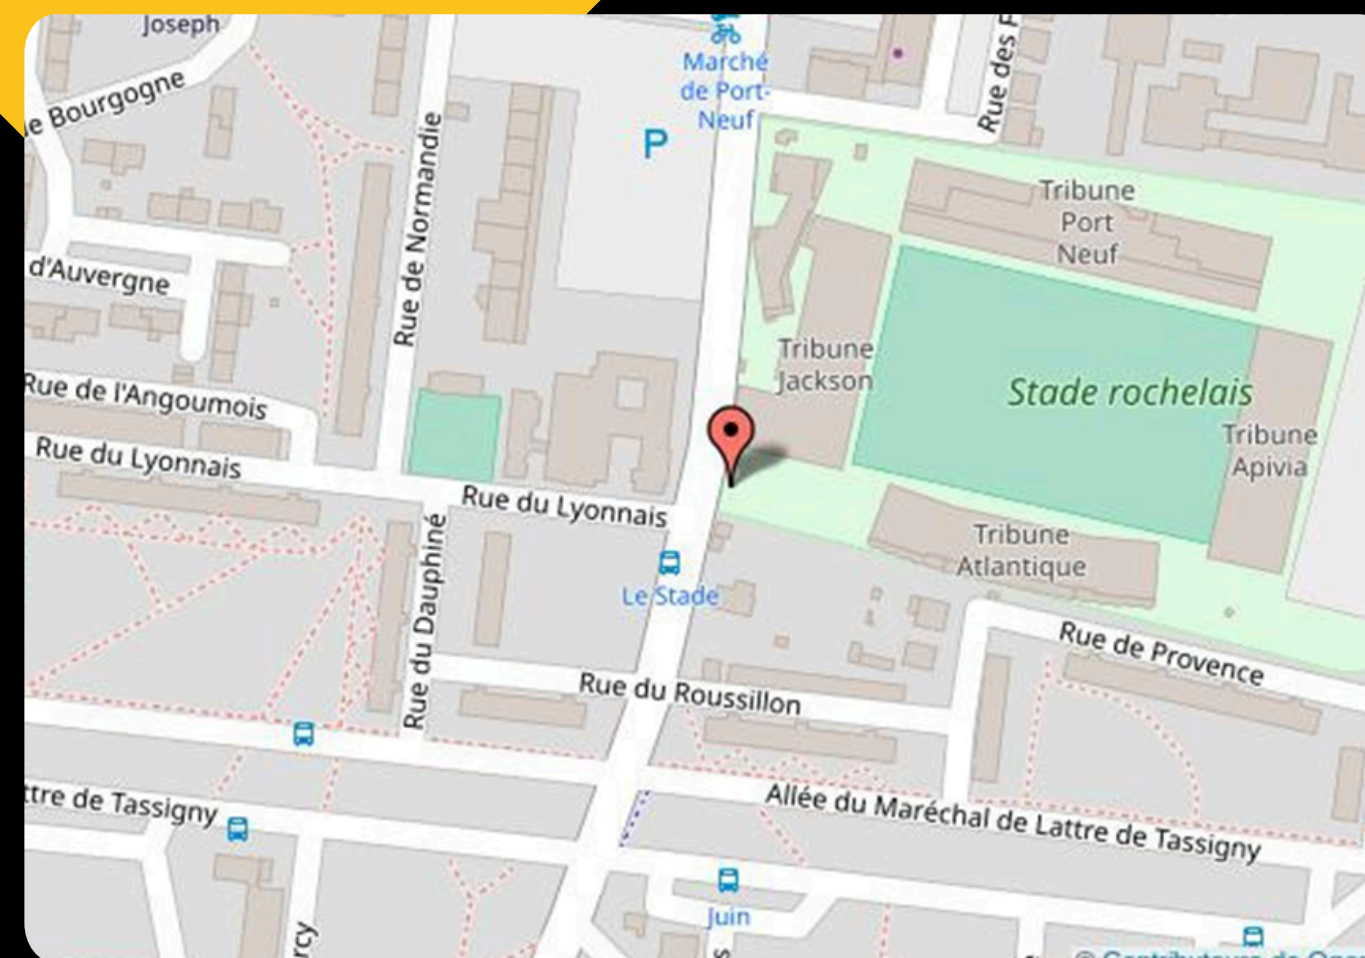 Joseph
de Bourgogne
Marché
de Port-
Neuf
P
Rue des F
Rue de Normandie
Tribune
Port
Neuf
d'Auvergne
Tribune
Jackson
Rue de l'Angoumois
Stade rochelais
Tribune
Apivia
Rue du Lyonnais
Rue du Lyonnais
Tribune
Atlantique
Le Stade
Rue du Dauphiné
Rue de Provence
Rue du Roussillon
ttre de Tassigny
Allée du Maréchal de Lattre de Tassigny
Juin
rcy